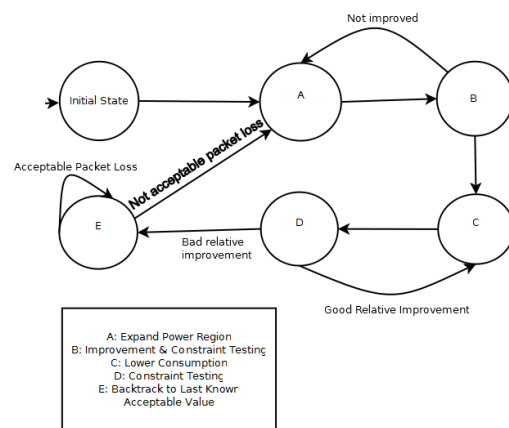 Not improved
Initial State
A
B
Not acceptable packet loss
Acceptable Packet Loss
E
D
C
Bad relative
improvement
Good Relative Improvement
A: Expand Power Region
B: Improvement & Constraint Testing
C: Lower Consumption
D: Constraint Testing
E: Backtrack to Last Knowr
Acceptable Value